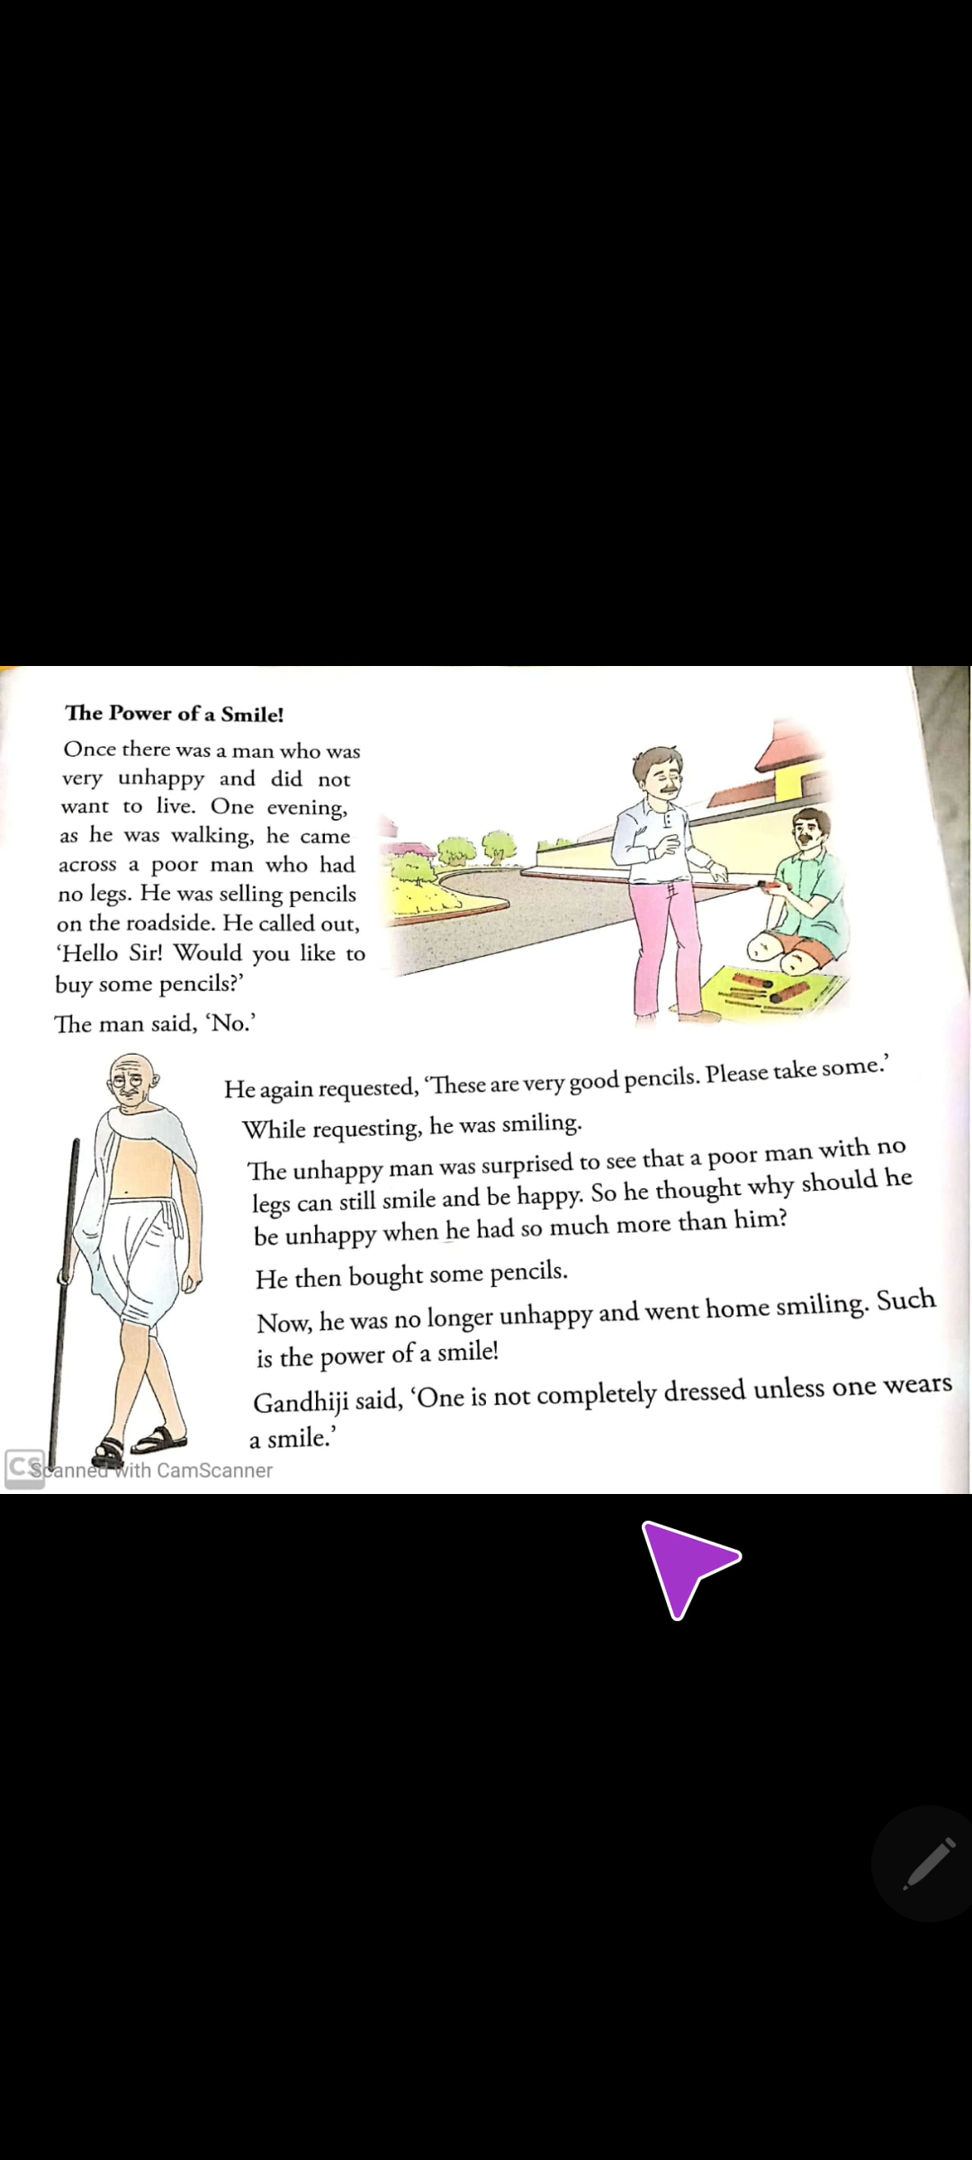 The Power of a Smile!
Once there was a man who was
very unhappy and did not
want to live. One evening,
as he was walking, he came
across a poor man who had
no legs. He was selling pencils
on the roadside. He called out,
‘Hello Sir! Would you like to
buy some pencils?’
The man said, ‘No.’
He again requested, ‘These are very good pencils. Please take some.’
While requesting, he was smiling.
The unhappy man was surprised to see that a poor man with no
legs can still smile and be happy. So he thought why should he
be unhappy when he had so much more than him?
He then bought some pencils.
Now, he was no longer unhappy and went home smiling. Such
is the power of a smile!
Gandhiji said, ‘One is not completely dressed unless one wears
a smile.’
CS Scanned with CamScanner